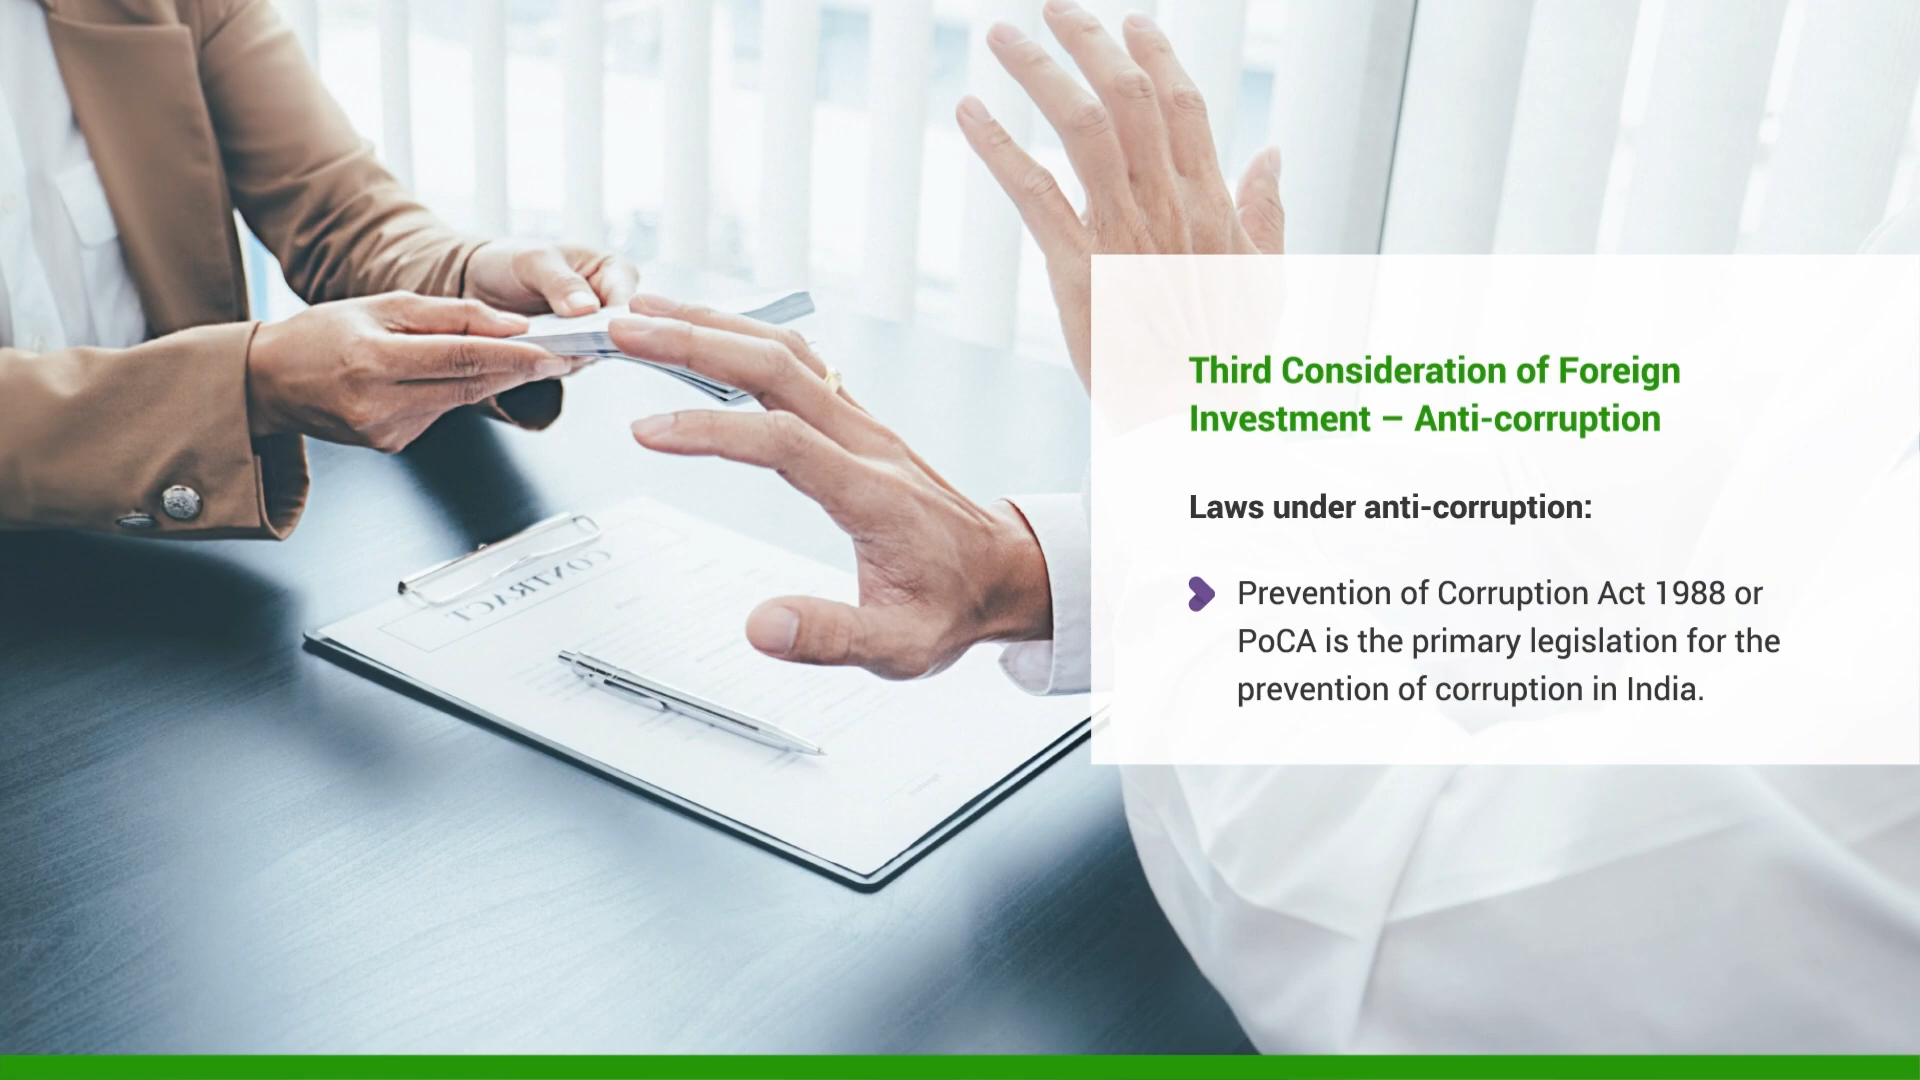 Third Consideration of Foreign
Investment – Anti-corruption
Laws under anti-corruption:
Prevention of Corruption Act 1988 or
PoCA is the primary legislation for the
prevention of corruption in India.
CONTRACT